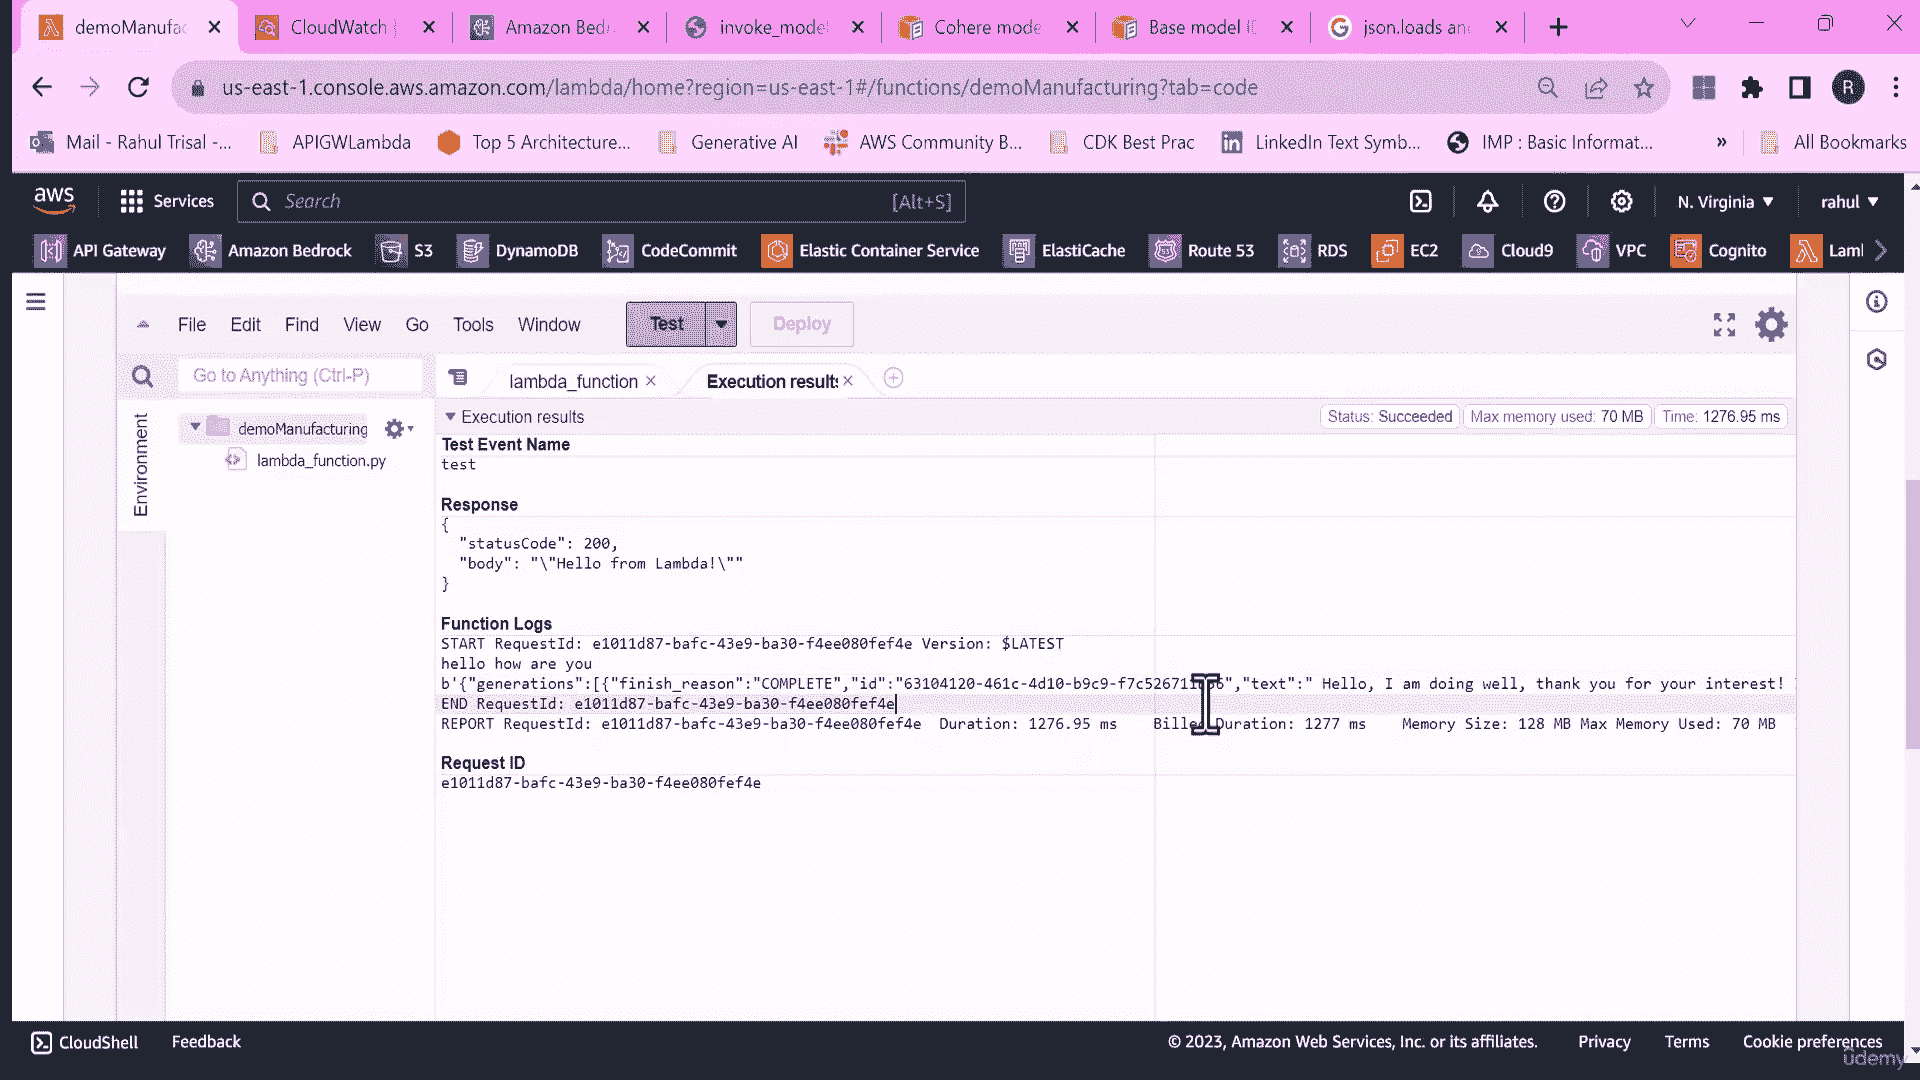 demoManufac
CloudWatch
Amazon Bed
invoke_mode
Cohere mode
Base model I
json.loads an
us-east-1.console.aws.amazon.com/lambda/home?region=us-east-1#/functions/demoManufacturing?tab=code
R
Mail - Rahul Trisal -...
APIGWLambda
Top 5 Architecture...
Generative AI
AWS Community B...
CDK Best Prac
LinkedIn Text Symb...
IMP : Basic Informat...
»
All Bookmarks
aws
Services
Search
[Alt+S]
N. Virginia
rahul
API Gateway
Amazon Bedrock
S3
DynamoDB
CodeCommit
Elastic Container Service
ElastiCache
Route 53
RDS
EC2
Cloud9
VPC
Cognito
Lam
File Edit Find View Go Tools Window
Test
Deploy
Go to Anything (Ctrl-P)
lambda_function
Execution results
Environment
demoManufacturing
lambda_function.py
Execution results
Status: Succeeded
Max memory used: 70 MB
Time: 1276.95 ms
Test Event Name
test
Response
{
"statusCode": 200,
"body": "\"Hello from Lambda!\""
}
Function Logs
START RequestId: e1011d87-bafc-43e9-ba30-f4ee080fef4e Version: $LATEST
hello how are you
b'{"generations":[{"finish_reason":"COMPLETE","id":"63104120-461c-4d10-b9c9-f7c52671 6","text":" Hello, I am doing well, thank you for your interest!
END RequestId: e1011d87-bafc-43e9-ba30-f4ee080fef4e
REPORT RequestId: e1011d87-bafc-43e9-ba30-f4ee080fef4e Duration: 1276.95 ms Billed Duration: 1277 ms Memory Size: 128 MB Max Memory Used: 70 MB
Request ID
e1011d87-bafc-43e9-ba30-f4ee080fef4e
CloudShell
Feedback
© 2023, Amazon Web Services, Inc. or its affiliates.
Privacy
Terms
Cookie preferences
ûdemy